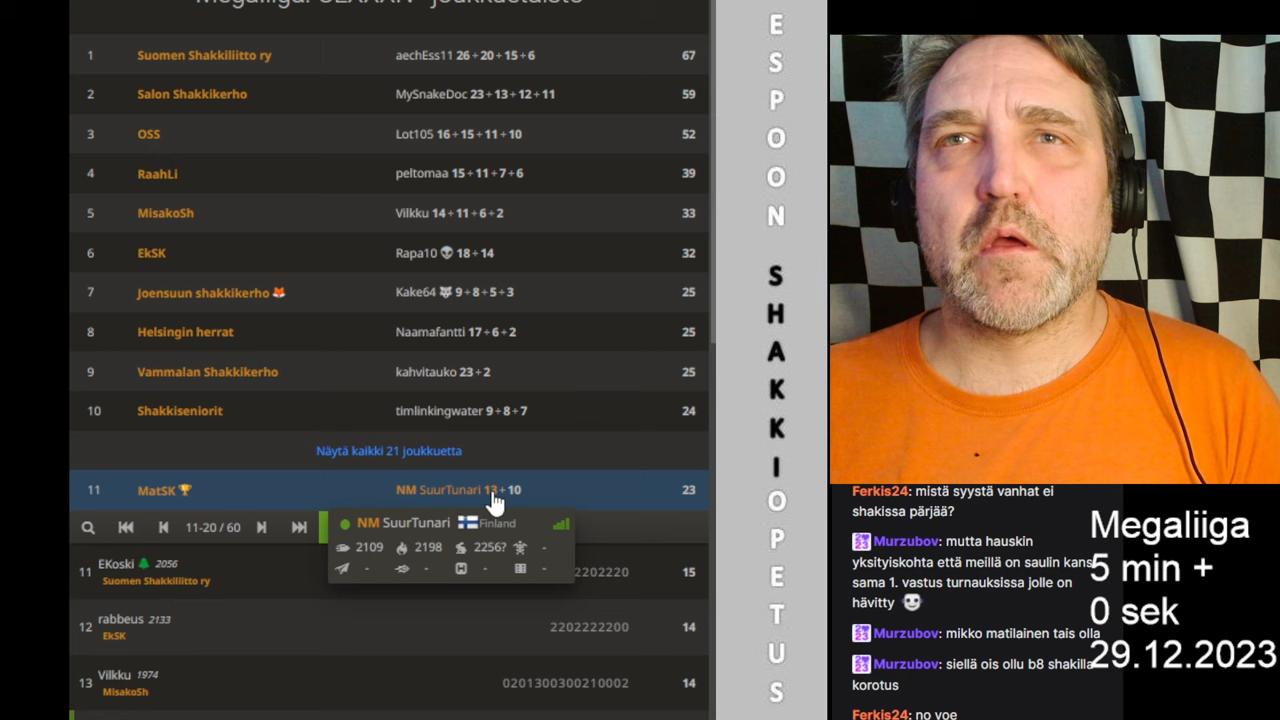 Megaliiga: CEXXXN - joukkuetaisto
1 Suomen Shakkiliitto ry aechEss11 26+20+15+6 67
2 Salon Shakkikerho MySnakeDoc 23+13+12+11 59
3 OSS Lot105 16+15+11+10 52
4 RaahLi peltomaa 15+11+7+6 39
5 MisakoSh Vilkku 14+11+6+2 33
6 EkSK Rapa10 👽 18+14 32
7 Joensuun shakkikerho 🦊 Kake64 🐺 9+8+5+3 25
8 Helsingin herrat Naamafantti 17+6+2 25
9 Vammalan Shakkikerho kahvitauko 23+2 25
10 Shakkiseniorit timlinkingwater 9+8+7 24
Näytä kaikki 21 joukkuetta
11 MatSK 🏆 NM SuurTunari 13+10 23
11-20 / 60
NM SuurTunari Finland
2109 2198 2256? -
- - - -
11 EKoski 🌲 2056 2202220 15
Suomen Shakkiliitto ry
12 rabbeus 2133 2202222200 14
EkSK
13 Vilkku 1974 0201300300210002 14
MisakoSh
ESPOON
SHAKKI
OPETUS
Ferkis24: mistä syystä vanhat ei
shakissa pärjää?
Murzubov: mutta hauskin
yksityiskohta että meillä on saulin kans
sama 1. vastus turnauksissa jolle on
hävitty
Murzubov: mikko matilainen tais olla
Murzubov: siellä ois ollu b8 shakilla
korotus
Ferkis24: no voe
Megaliiga
5 min +
0 sek
29.12.2023